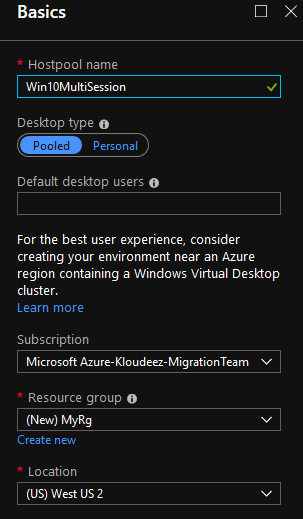 Basics
* Hostpool name
Win10MultiSession
Desktop type
Pooled Personal
Default desktop users
For the best user experience, consider
creating your environment near an Azure
region containing a Windows Virtual Desktop
cluster.
Learn more
Subscription
Microsoft Azure-Kloudeez-MigrationTeam
* Resource group
(New) MyRg
Create new
* Location
(US) West US 2